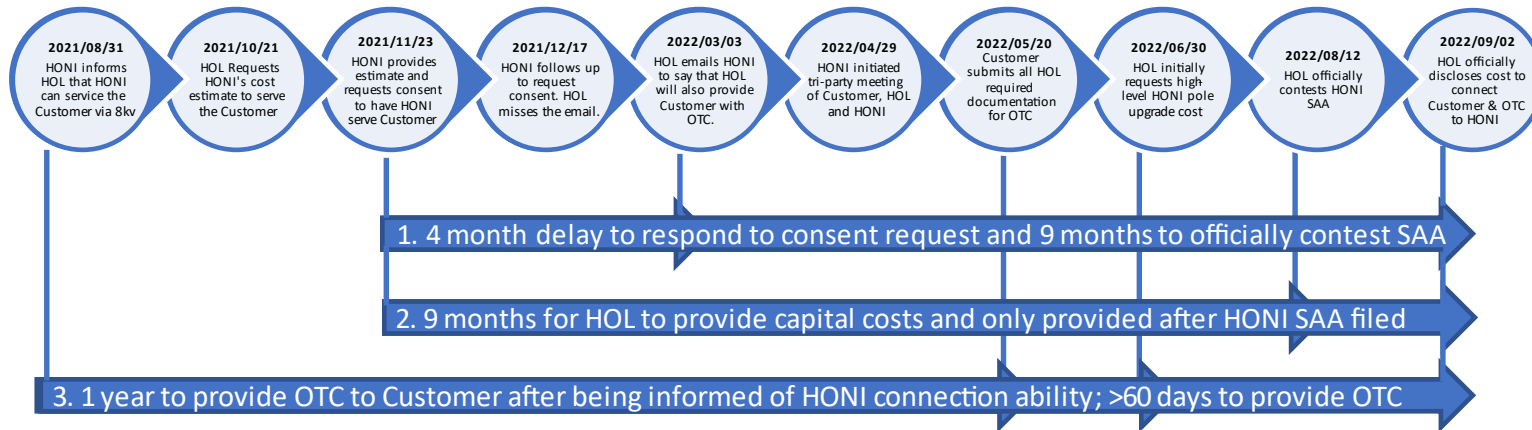 2021/08/31
HONI informs
HOL that HONI
can service the
Customer via 8kv
2021/10/21
HOL Requests
HONI's cost
estimate to serve
the Customer
2021/11/23
HONI provides
estimate and
requests consent
to have HONI
serve Customer
2021/12/17
HONI follows up
to request
consent. HOL
misses the email.
2022/03/03
HOL emails HONI
to say that HOL
will also provide
Customer with
OTC.
2022/04/29
HONI initiated
tri-party meeting
of Customer, HOL
and HONI
2022/05/20
Customer
submits all HOL
required
documentation
for OTC
2022/06/30
HOL initially
requests high-
level HONI pole
upgrade cost
2022/08/12
HOL officially
contests HONI
SAA
2022/09/02
HOL officially
discloses cost to
connect
Customer & OTC
to HONI
1. 4 month delay to respond to consent request and 9 months to officially contest SAA
2. 9 months for HOL to provide capital costs and only provided after HONI SAA filed
3. 1 year to provide OTC to Customer after being informed of HONI connection ability; >60 days to provide OTC